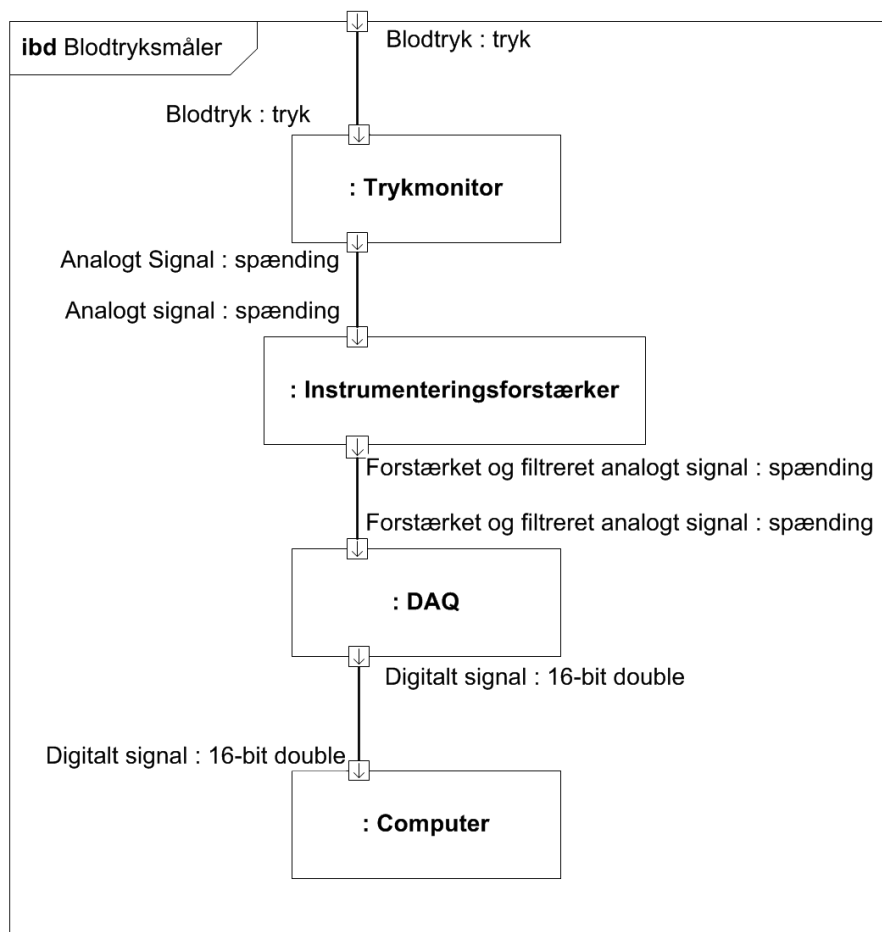 ibd Blodtryksmåler
Blodtryk : tryk
Blodtryk : tryk
: Trykmonitor
Analogt Signal : spænding
Analogt signal : spænding
: Instrumenteringsforstærker
Forstærket og filtreret analogt signal : spænding
Forstærket og filtreret analogt signal : spænding
: DAQ
Digitalt signal : 16-bit double
Digitalt signal : 16-bit double
: Computer